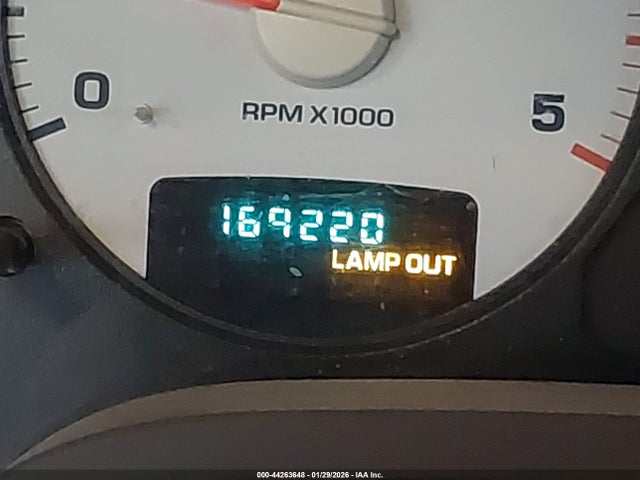 0
5
RPM X1000
169220
LAMP OUT
000-44263648 - 01/29/2026 - IAA Inc.